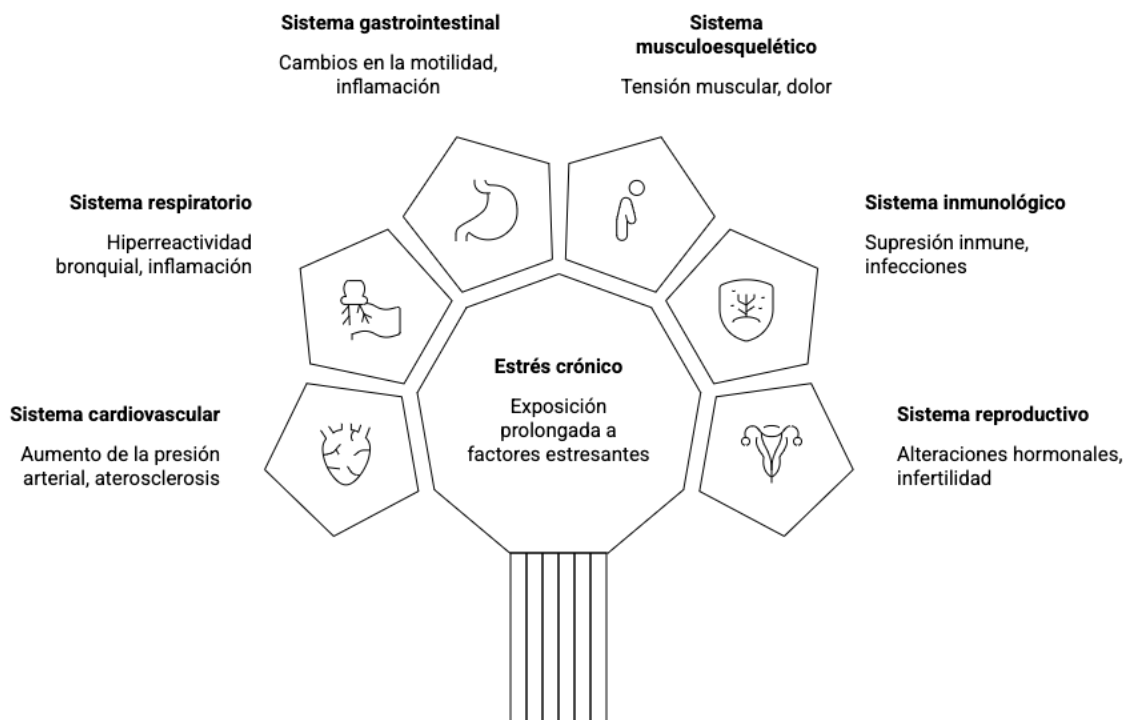 Sistema gastrointestinal
Cambios en la motilidad,
inflamación
Sistema
musculoesquelético
Tensión muscular, dolor
Sistema respiratorio
Hiperreactividad
bronquial, inflamación
Sistema inmunológico
Supresión inmune,
infecciones
Estrés crónico
Exposición
prolongada a
factores estresantes
Sistema cardiovascular
Aumento de la presión
arterial, aterosclerosis
Sistema reproductivo
Alteraciones hormonales,
infertilidad